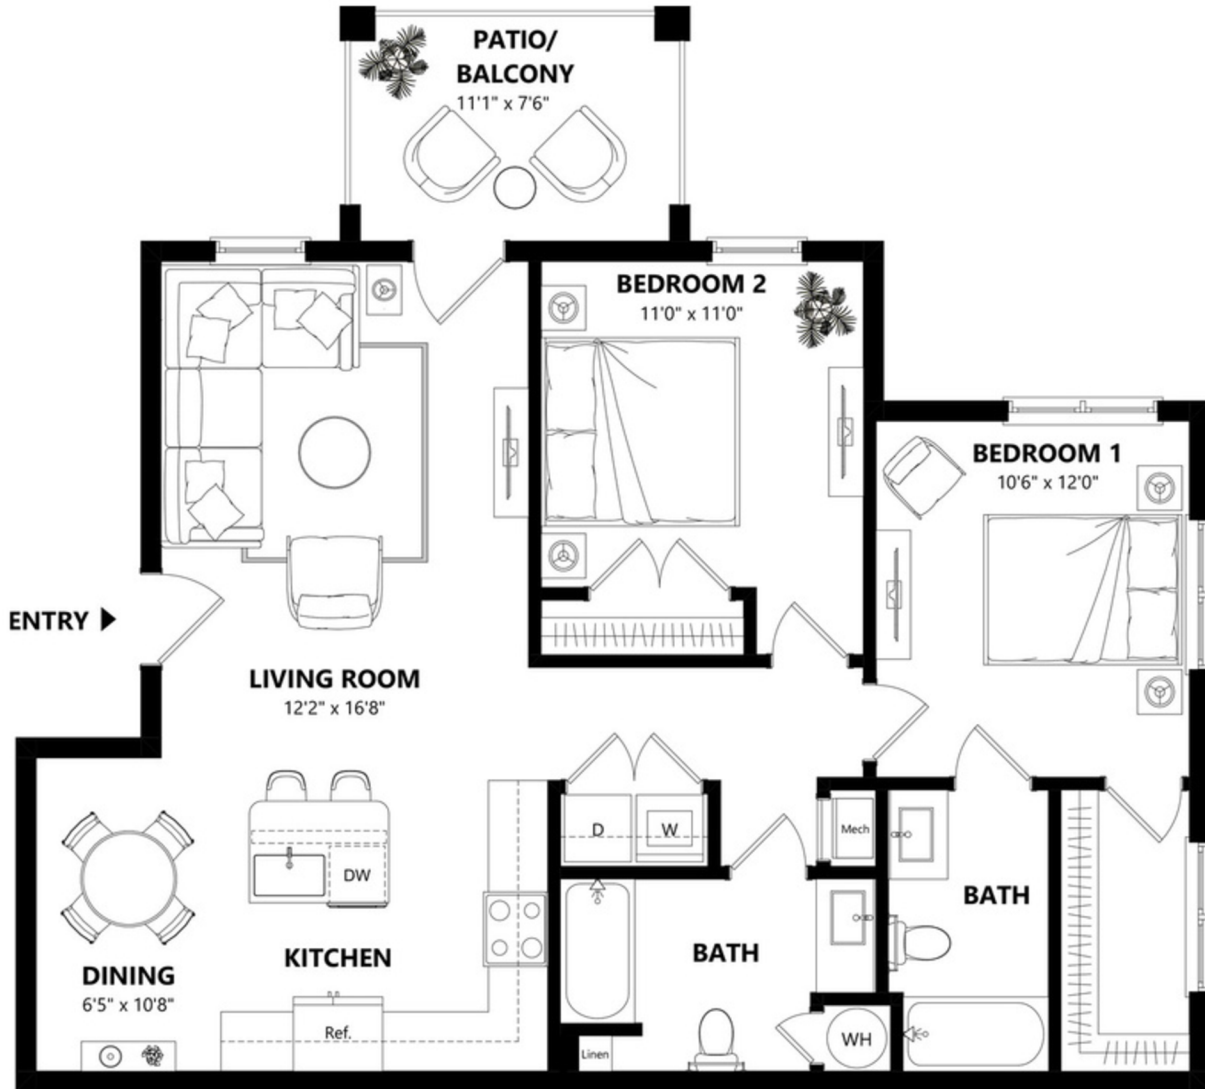 PATIO/
BALCONY
11'1" x 7'6"
BEDROOM 2
11'0" x 11'0"
BEDROOM 1
10'6" x 12'0"
ENTRY
LIVING ROOM
12'2" x 16'8"
D
W
Mech
DW
BATH
KITCHEN
BATH
DINING
6'5" x 10'8"
Ref.
WH
Linen